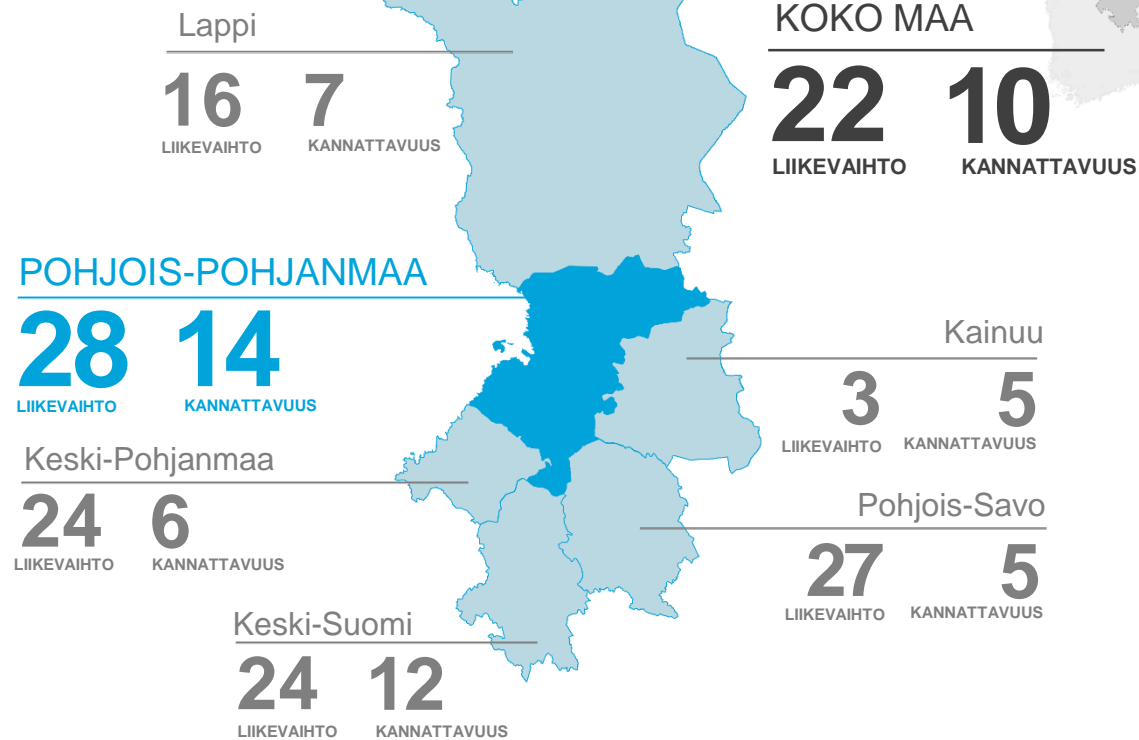 Lappi
16 7
LIIKEVAIHTO KANNATTAVUUS
KOKO MAA
22 10
LIIKEVAIHTO KANNATTAVUUS
POHJOIS-POHJANMAA
28 14
LIIKEVAIHTO KANNATTAVUUS
Kainuu
3 5
LIIKEVAIHTO KANNATTAVUUS
Keski-Pohjanmaa
24 6
LIIKEVAIHTO KANNATTAVUUS
Pohjois-Savo
27 5
LIIKEVAIHTO KANNATTAVUUS
Keski-Suomi
24 12
LIIKEVAIHTO KANNATTAVUUS